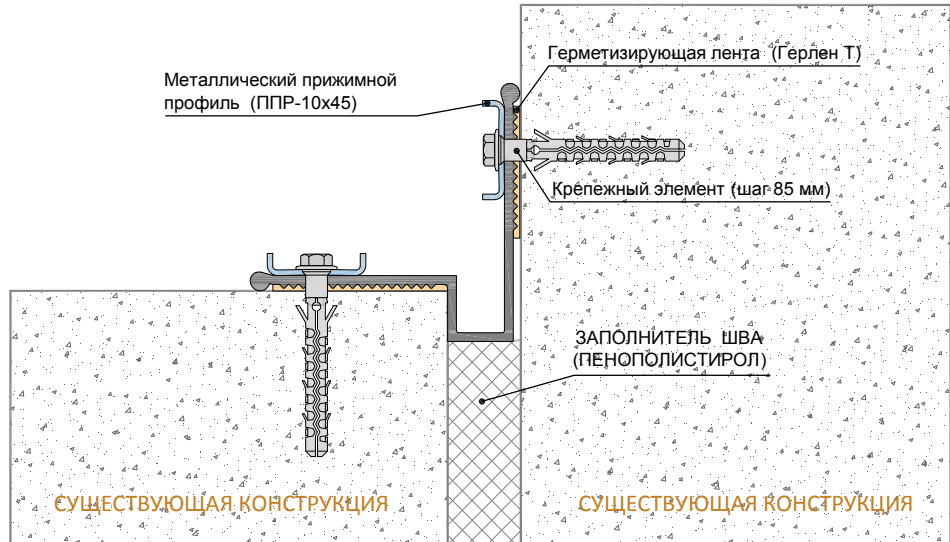 Герметизирующая лента (Герлен Т)
Металлический прижимной
профиль (ППР-10х45)
Крепежный элемент (шаг 85 мм)
ЗАПОЛНИТЕЛЬ ШВА
(ПЕНОПОЛИСТИРОЛ)
СУЩЕСТВУЮЩАЯ КОНСТРУКЦИЯ
СУЩЕСТВУЮЩАЯ КОНСТРУКЦИЯ